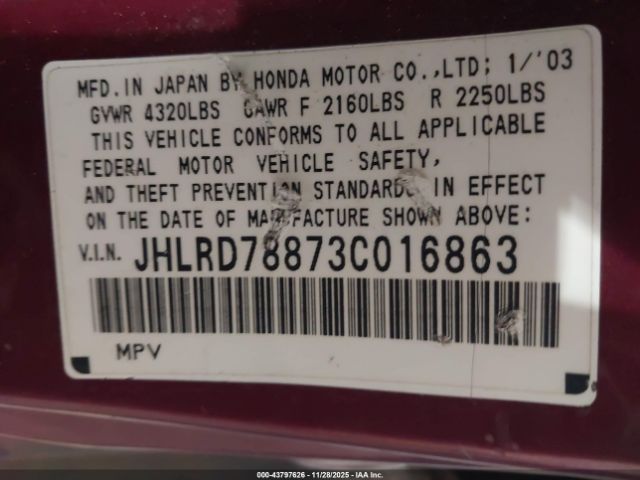 MFD. IN JAPAN BY HONDA MOTOR CO.,LTD; 1/'03
GVWR 4320LBS GAWR F 2160LBS R 2250LBS
THIS VEHICLE CONFORMS TO ALL APPLICABLE
FEDERAL MOTOR VEHICLE SAFETY,
AND THEFT PREVENTION STANDARDS IN EFFECT
ON THE DATE OF MANUFACTURE SHOWN ABOVE:
V.I.N. JHLRD78873C016863
MPV
000-43797626 - 11/28/2025 - IAA Inc.